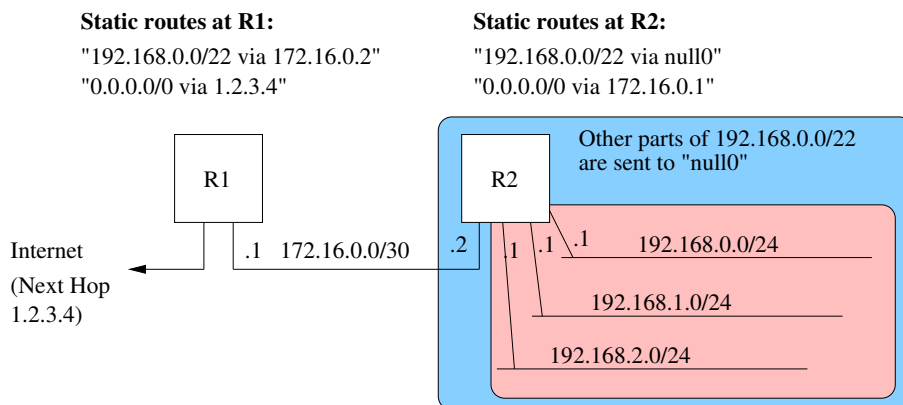 Static routes at R1:
"192.168.0.0/22 via 172.16.0.2"
"0.0.0.0/0 via 1.2.3.4"
Static routes at R2:
"192.168.0.0/22 via null0"
"0.0.0.0/0 via 172.16.0.1"
Other parts of 192.168.0.0/22
are sent to "null0"
R1
R2
Internet
(Next Hop
1.2.3.4)
.1
172.16.0.0/30
.2
.1
.1
.1
192.168.0.0/24
192.168.1.0/24
192.168.2.0/24